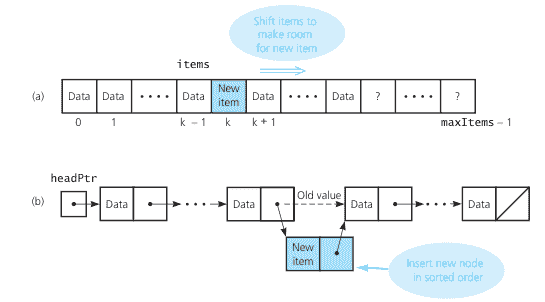 Shift items to
make room
for new item
items
(a)
Data Data •••• Data New item Data •••• Data ? •••• ?
0 1 k - 1 k k + 1 maxItems - 1
headPtr
(b)
Data ••• Data Old value Data ••• Data
New
item
Insert new node
in sorted order